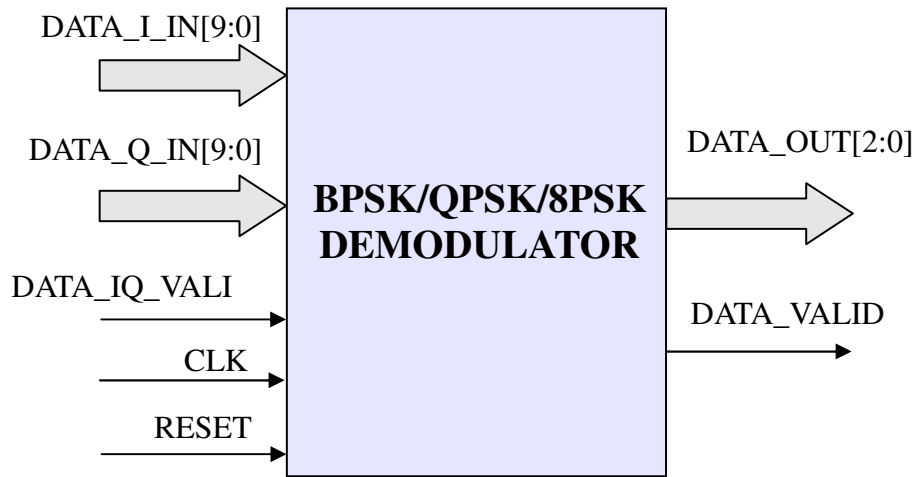 DATA_I_IN[9:0]
DATA_Q_IN[9:0]
DATA_IQ_VALI
CLK
RESET
BPSK/QPSK/8PSK
DEMODULATOR
DATA_OUT[2:0]
DATA_VALID